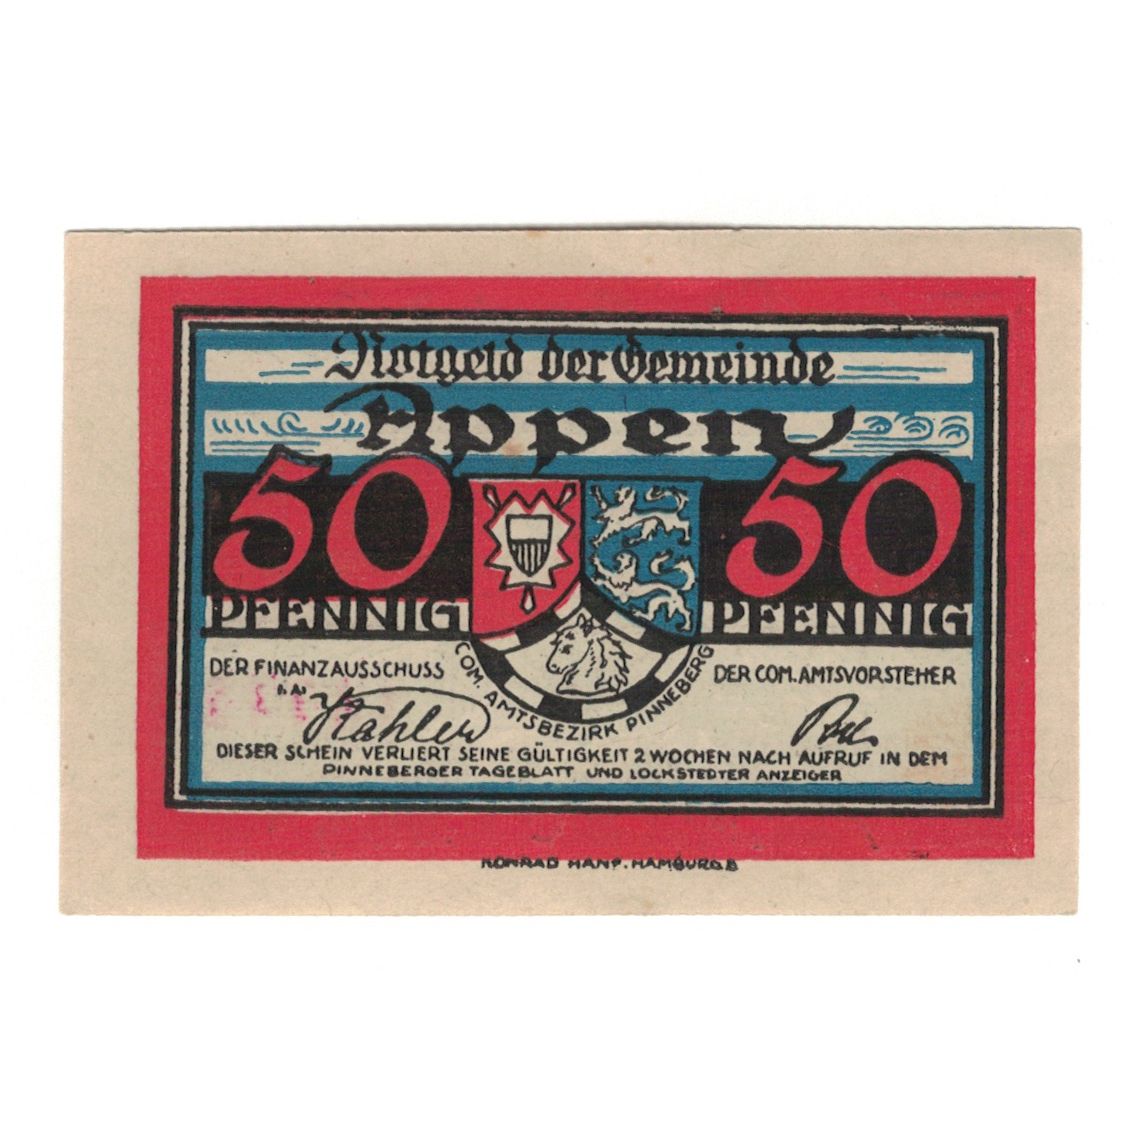 Notgeld der Gemeinde
Appen
50 50
PFENNIG PFENNIG
DER FINANZAUSSCHUSS
DER COM. AMTSVORSTEHER
COM. AMTSBEZIRK PINNEBERG
DIESER SCHEIN VERLIERT SEINE GÜLTIGKEIT 2 WOCHEN NACH AUFRUF IN DEM
PINNEBERGER TAGEBLATT UND LOCKSTEDTER ANZEIGER
KONRAD HANF. HAMBURG 8